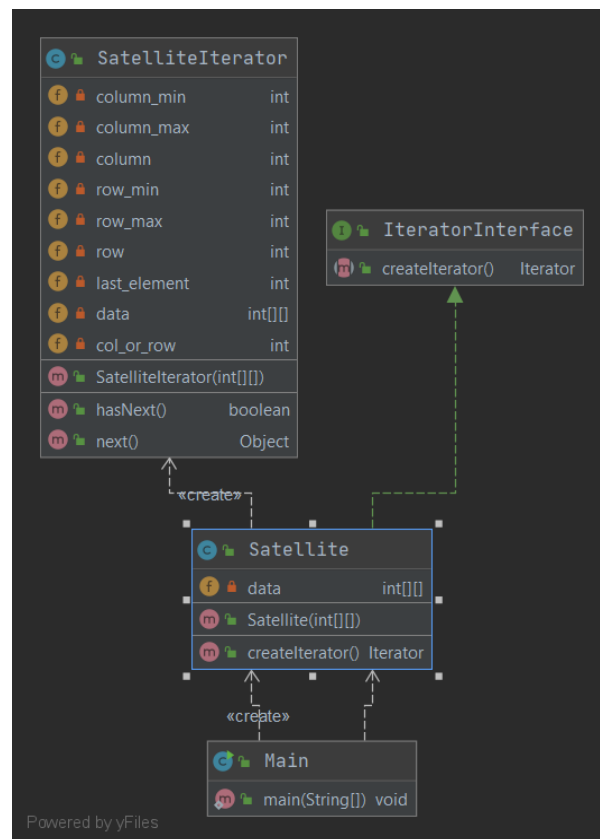 SatelliteIterator
column_min int
column_max int
column int
row_min int
row_max int
row int
last_element int
data int[][]
col_or_row int
SatelliteIterator(int[][])
hasNext() boolean
next() Object
IteratorInterface
createIterator() Iterator
«create»
Satellite
data int[][]
Satellite(int[][])
createIterator() Iterator
«create»
Main
main(String[]) void
Powered by yFiles